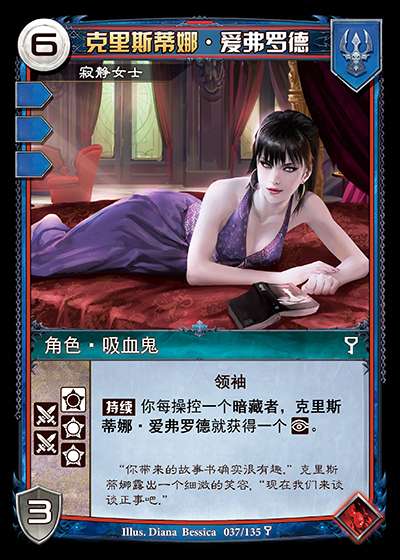 6
克里斯蒂娜·爱弗罗德
寂静女士
角色·吸血鬼
领袖
持续 你每操控一个暗藏者，克里斯
蒂娜·爱弗罗德就获得一个。
“你带来的故事书确实很有趣。”克里斯
蒂娜露出一个细微的笑容，“现在我们来谈
谈正事吧。”
3
Illus. Diana Bessica 037/135